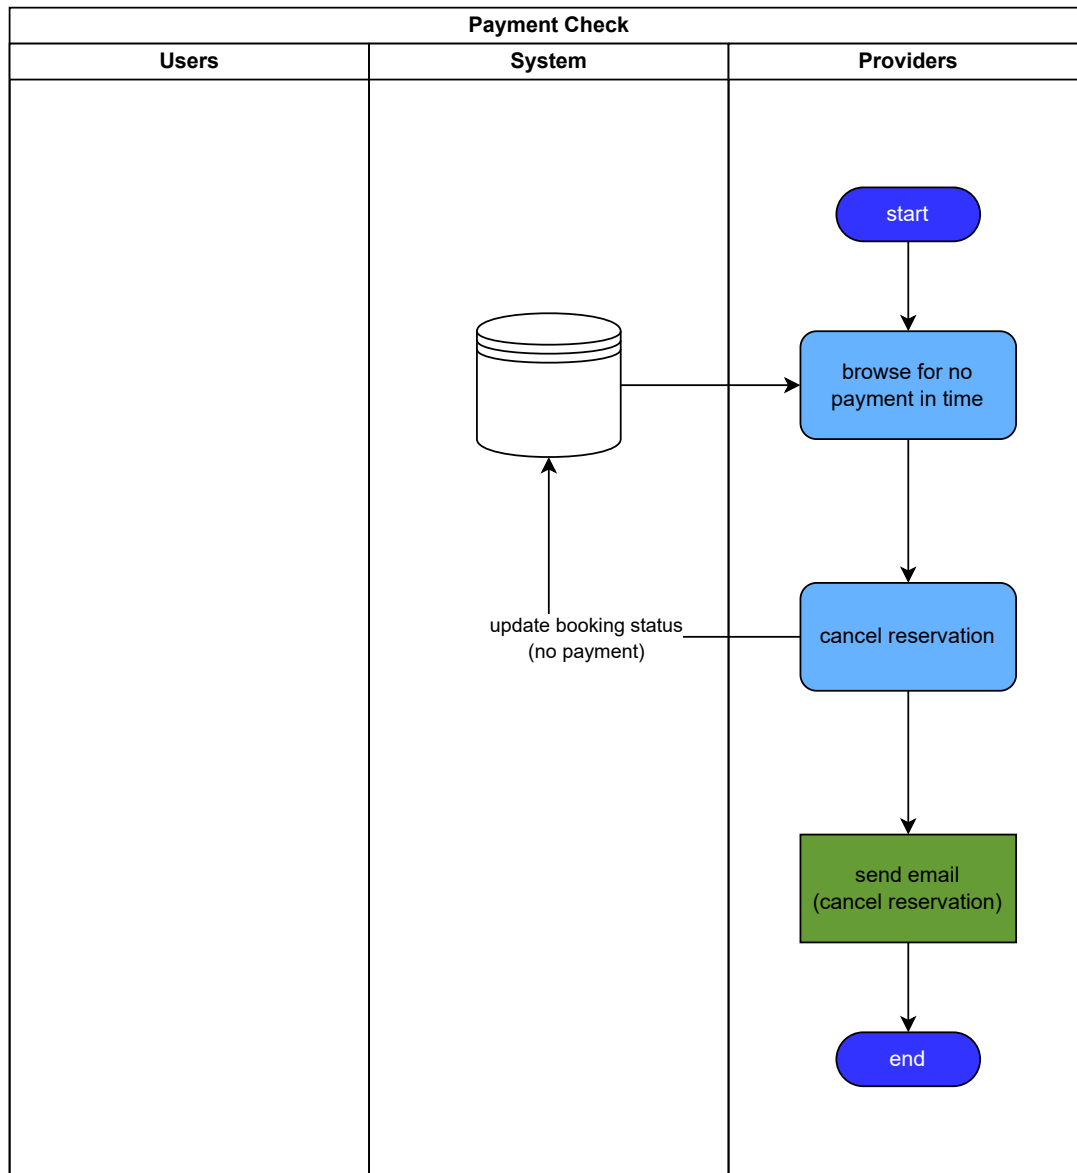 Payment Check
Users
System
Providers
start
browse for no
payment in time
update booking status
(no payment)
cancel reservation
send email
(cancel reservation)
end